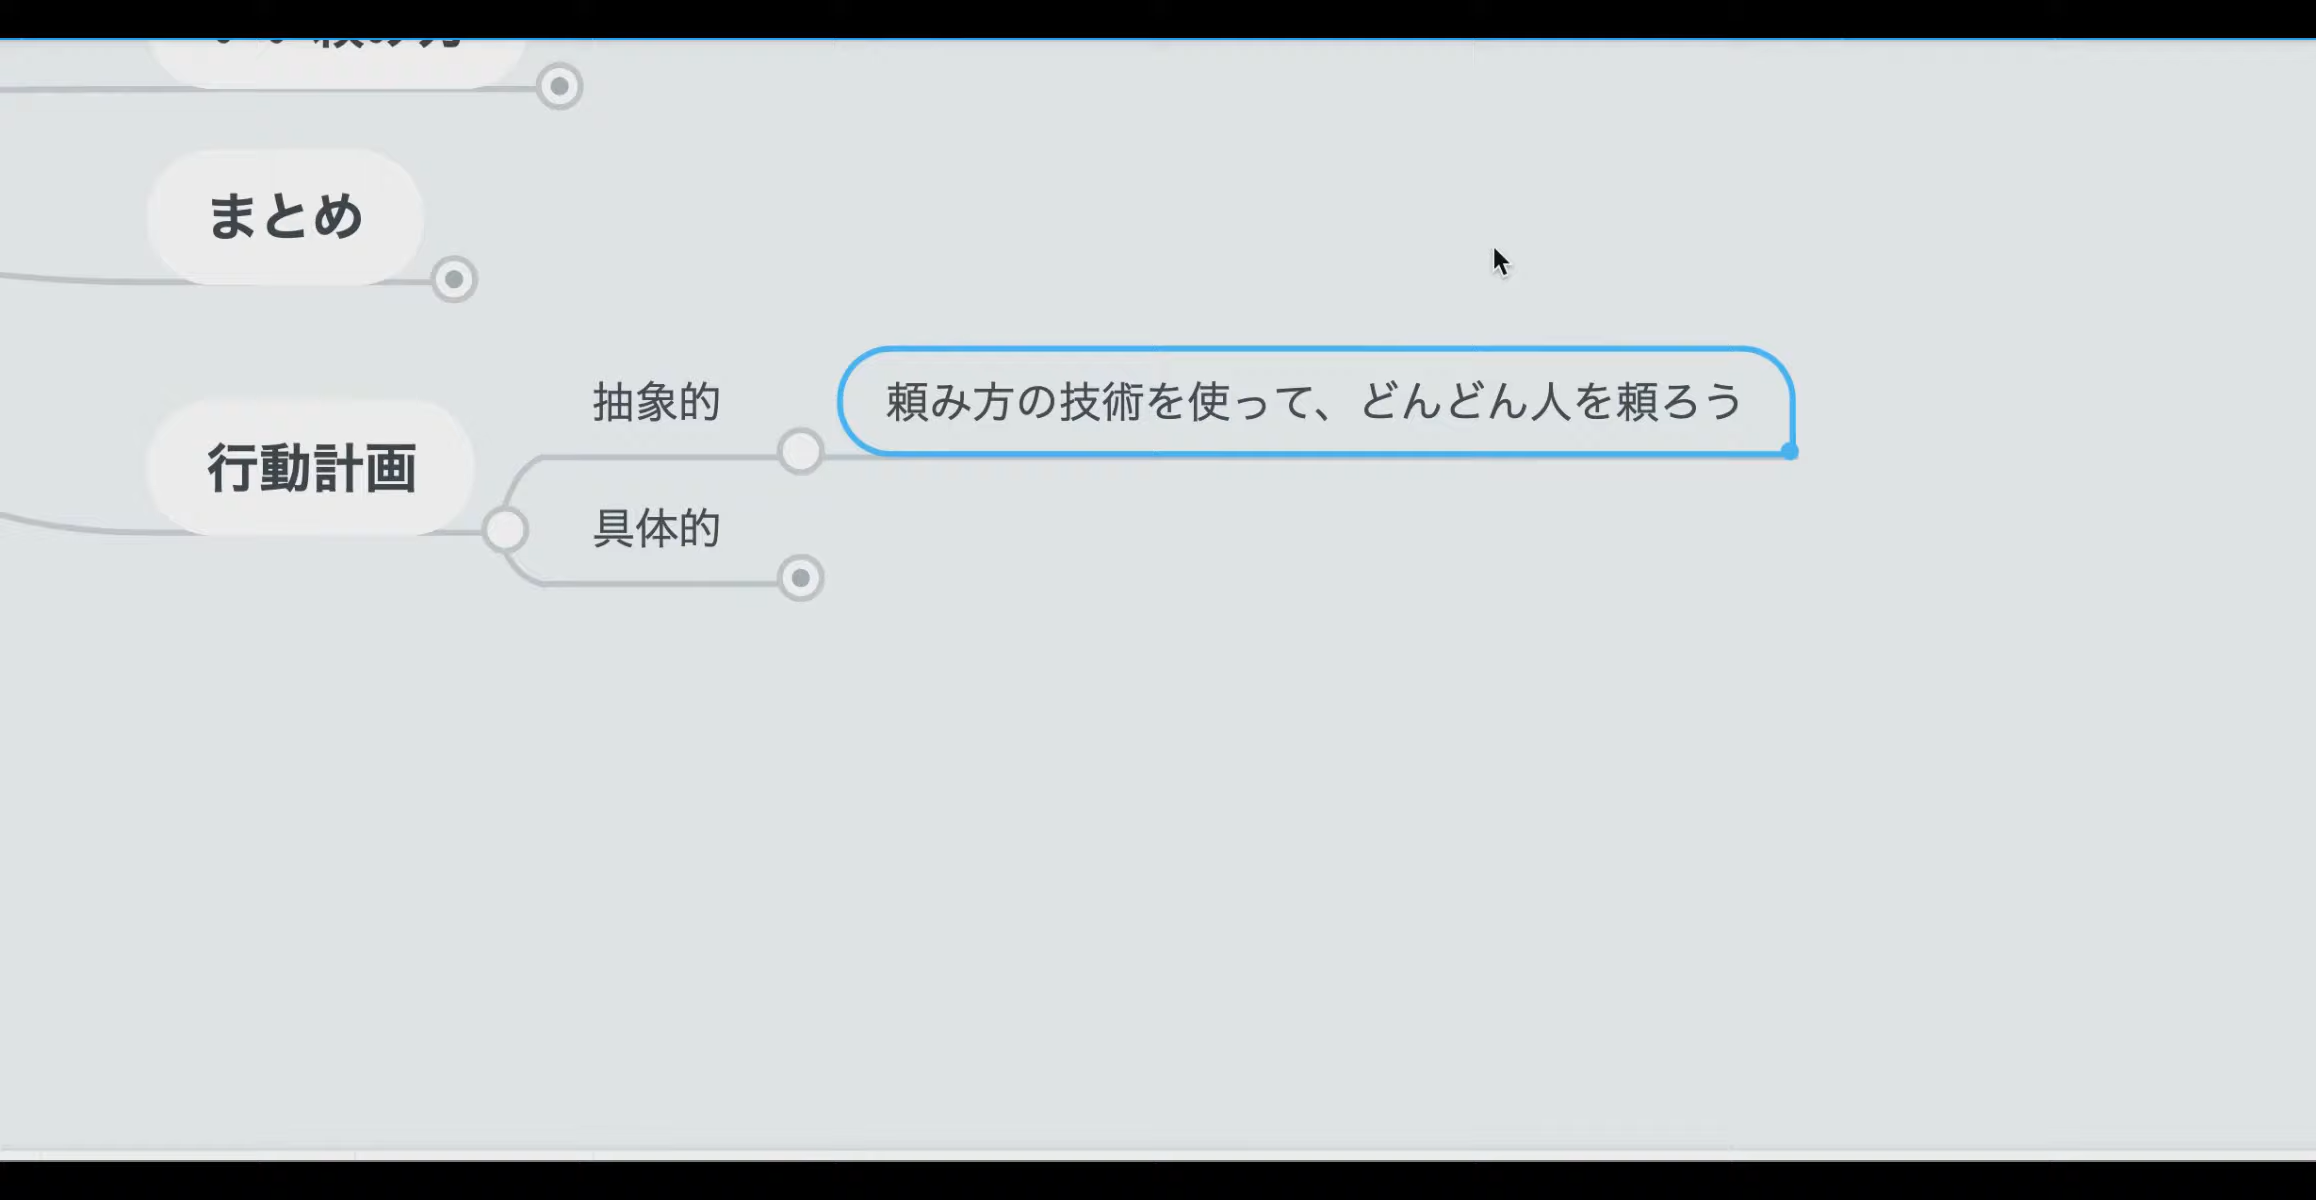 まとめ
抽象的
頼み方の技術を使って、どんどん人を頼ろう
行動計画
具体的